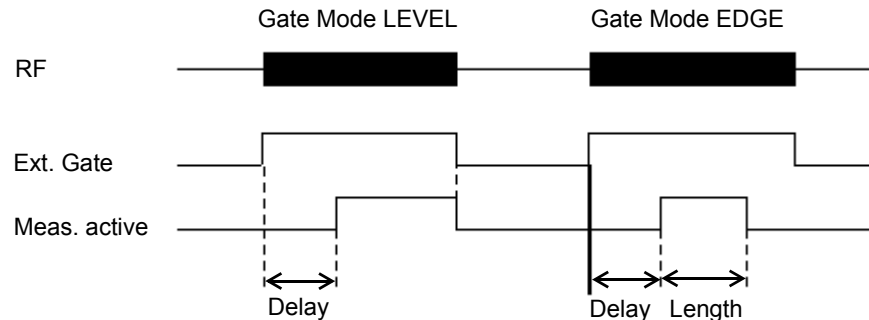 Gate Mode LEVEL Gate Mode EDGE
RF
Ext. Gate
Meas. active
Delay Delay Length